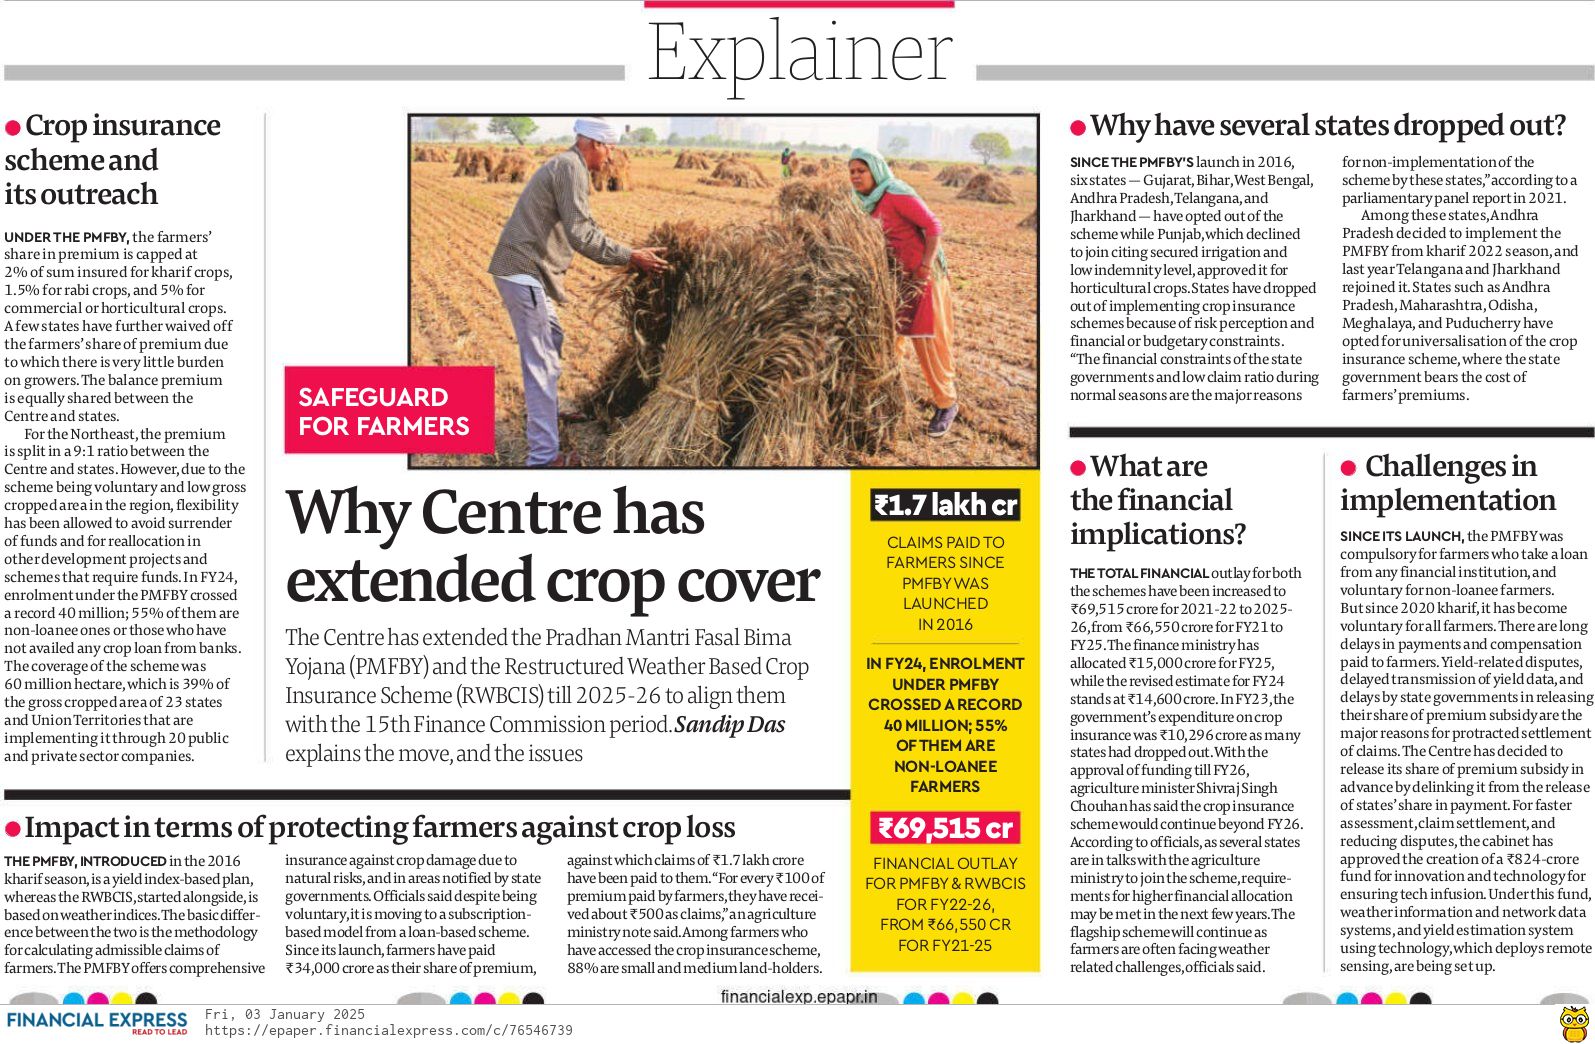 Explainer
Crop insurance
scheme and
its outreach
UNDER THE PMFBY, the farmers'
share in premium is capped at
2% of sum insured for kharif crops,
1.5% for rabi crops, and 5% for
commercial or horticultural crops.
A few states have further waived off
the farmers' share of premium due
to which there is very little burden
on growers. The balance premium
is equally shared between the
Centre and states.
For the Northeast, the premium
is split in a 9:1 ratio between the
Centre and states. However, due to the
scheme being voluntary and low gross
cropped area in the region, flexibility
has been allowed to avoid surrender
of funds and for reallocation in
other development projects and
schemes that require funds. In FY24,
enrolment under the PMFBY crossed
a record 40 million; 55% of them are
non-loanee ones or those who have
not availed any crop loan from banks.
The coverage of the scheme was
60 million hectare, which is 39% of
the gross cropped area of 23 states
and Union Territories that are
implementing it through 20 public
and private sector companies.
SAFEGUARD
FOR FARMERS
Why Centre has
extended crop cover
The Centre has extended the Pradhan Mantri Fasal Bima
Yojana (PMFBY) and the Restructured Weather Based Crop
Insurance Scheme (RWBCIS) till 2025-26 to align them
with the 15th Finance Commission period. Sandip Das
explains the move, and the issues
₹1.7 lakh cr
CLAIMS PAID TO
FARMERS SINCE
PMFBY WAS
LAUNCHED
IN 2016
IN FY24, ENROLMENT
UNDER PMFBY
CROSSED A RECORD
40 MILLION; 55%
OF THEM ARE
NON-LOANEE
FARMERS
₹69,515 cr
FINANCIAL OUTLAY
FOR PMFBY & RWBCIS
FOR FY22-26,
FROM ₹66,550 CR
FOR FY21-25
Impact in terms of protecting farmers against crop loss
THE PMFBY, INTRODUCED in the 2016
kharif season, is a yield index-based plan,
whereas the RWBCIS, started alongside, is
based on weather indices. The basic differ-
ence between the two is the methodology
for calculating admissible claims of
farmers. The PMFBY offers comprehensive
insurance against crop damage due to
natural risks, and in areas notified by state
governments. Officials said despite being
voluntary, it is moving to a subscription-
based model from a loan-based scheme.
Since its launch, farmers have paid
₹34,000 crore as their share of premium,
against which claims of ₹1.7 lakh crore
have been paid to them. "For every ₹100 of
premium paid by farmers, they have recei-
ved about ₹500 as claims," an agriculture
ministry note said. Among farmers who
have accessed the crop insurance scheme,
88% are small and medium land-holders.
Why have several states dropped out?
SINCE THE PMFBY'S launch in 2016,
six states — Gujarat, Bihar, West Bengal,
Andhra Pradesh, Telangana, and
Jharkhand — have opted out of the
scheme while Punjab, which declined
to join citing secured irrigation and
low indemnity level, approved it for
horticultural crops. States have dropped
out of implementing crop insurance
schemes because of risk perception and
financial or budgetary constraints.
"The financial constraints of the state
governments and low claim ratio during
normal seasons are the major reasons
for non-implementation of the
scheme by these states," according to a
parliamentary panel report in 2021.
Among these states, Andhra
Pradesh decided to implement the
PMFBY from kharif 2022 season, and
last year Telangana and Jharkhand
rejoined it. States such as Andhra
Pradesh, Maharashtra, Odisha,
Meghalaya, and Puducherry have
opted for universalisation of the crop
insurance scheme, where the state
government bears the cost of
farmers' premiums.
What are
the financial
implications?
THE TOTAL FINANCIAL outlay for both
the schemes have been increased to
₹69,515 crore for 2021-22 to 2025-
26, from ₹66,550 crore for FY21 to
FY25. The finance ministry has
allocated ₹15,000 crore for FY25,
while the revised estimate for FY24
stands at ₹14,600 crore. In FY23, the
government's expenditure on crop
insurance was ₹10,296 crore as many
states had dropped out. With the
approval of funding till FY26,
agriculture minister Shivraj Singh
Chouhan has said the crop insurance
scheme would continue beyond FY26.
According to officials, as several states
are in talks with the agriculture
ministry to join the scheme, require-
ments for higher financial allocation
may be met in the next few years. The
flagship scheme will continue as
farmers are often facing weather
related challenges, officials said.
Challenges in
implementation
SINCE ITS LAUNCH, the PMFBY was
compulsory for farmers who take a loan
from any financial institution, and
voluntary for non-loanee farmers.
But since 2020 kharif, it has become
voluntary for all farmers. There are long
delays in payments and compensation
paid to farmers. Yield-related disputes,
delayed transmission of yield data, and
delays by state governments in releasing
their share of premium subsidy are the
major reasons for protracted settlement
of claims. The Centre has decided to
release its share of premium subsidy in
advance by delinking it from the release
of states' share in payment. For faster
assessment, claim settlement, and
reducing disputes, the cabinet has
approved the creation of a ₹824-crore
fund for innovation and technology for
ensuring tech infusion. Under this fund,
weather information and network data
systems, and yield estimation system
using technology, which deploys remote
sensing, are being set up.
financialexp.epapr.in
FINANCIAL EXPRESS
READ TO LEAD
Fri, 03 January 2025
https://epaper.financialexpress.com/c/76546739